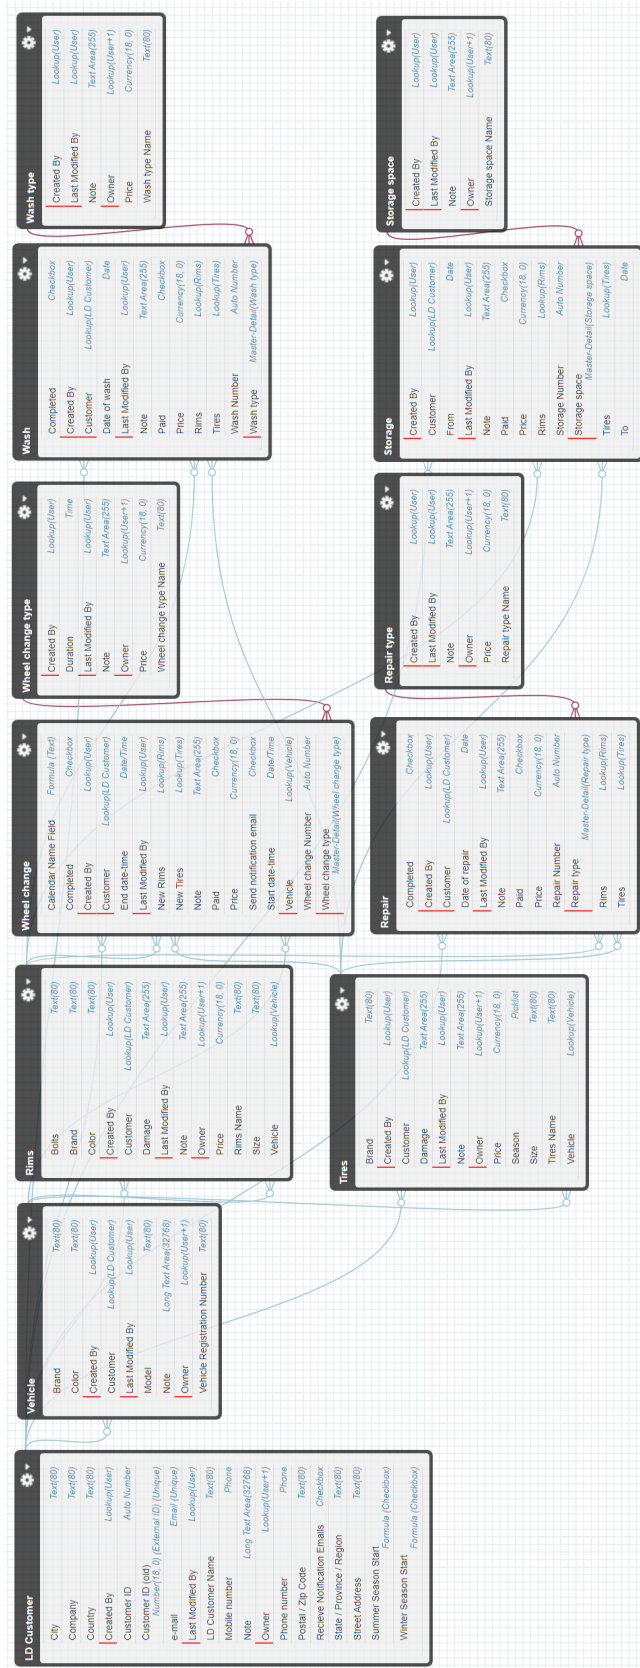 LD Customer
City Text(80)
Company Text(80)
Country Text(80)
Created By Lookup(User)
Customer ID Auto Number
Customer ID (old) Number(18, 0) (External ID) (Unique)
e-mail Email (Unique)
Last Modified By Lookup(User)
LD Customer Name Text(80)
Mobile number Phone
Note Long Text Area(32768)
Owner Lookup(User+1)
Phone number Phone
Postal / Zip Code Text(80)
Recieve Notification Emails Checkbox
State / Province / Region Text(80)
Street Address Text(80)
Summer Season Start Formula (Checkbox)
Winter Season Start Formula (Checkbox)
Vehicle
Brand Text(80)
Color Text(80)
Created By Lookup(User)
Customer Lookup(LD Customer)
Last Modified By Lookup(User)
Model Text(80)
Note Long Text Area(32768)
Owner Lookup(User+1)
Vehicle Registration Number Text(80)
Rims
Bolts Text(80)
Brand Text(80)
Color Text(80)
Created By Lookup(User)
Customer Lookup(LD Customer)
Damage Text Area(255)
Last Modified By Lookup(User)
Note Text Area(255)
Owner Lookup(User+1)
Price Currency(18, 0)
Rims Name Text(80)
Size Text(80)
Vehicle Lookup(Vehicle)
Tires
Brand Text(80)
Created By Lookup(User)
Customer Lookup(LD Customer)
Damage Text Area(255)
Last Modified By Lookup(User)
Note Text Area(255)
Owner Lookup(User+1)
Price Currency(18, 0)
Season Picklist
Size Text(80)
Tires Name Text(80)
Vehicle Lookup(Vehicle)
Wheel change
Calendar Name Field Formula (Text)
Completed Checkbox
Created By Lookup(User)
Customer Lookup(LD Customer)
End date-time Date/Time
Last Modified By Lookup(User)
New Rims Lookup(Rims)
New Tires Lookup(Tires)
Note Text Area(255)
Paid Checkbox
Price Currency(18, 0)
Send notification email Checkbox
Start date-time Date/Time
Vehicle Lookup(Vehicle)
Wheel change Number Auto Number
Wheel change type Master-Detail(Wheel change type)
Repair
Completed Checkbox
Created By Lookup(User)
Customer Lookup(LD Customer)
Date of repair Date
Last Modified By Lookup(User)
Note Text Area(255)
Paid Checkbox
Price Currency(18, 0)
Repair Number Auto Number
Repair type Master-Detail(Repair type)
Rims Lookup(Rims)
Tires Lookup(Tires)
Wheel change type
Created By Lookup(User)
Duration Time
Last Modified By Lookup(User)
Note Text Area(255)
Owner Lookup(User+1)
Price Currency(18, 0)
Wheel change type Name Text(80)
Repair type
Created By Lookup(User)
Last Modified By Lookup(User)
Note Text Area(255)
Owner Lookup(User+1)
Price Currency(18, 0)
Repair type Name Text(80)
Wash
Completed Checkbox
Created By Lookup(User)
Customer Lookup(LD Customer)
Date of wash Date
Last Modified By Lookup(User)
Note Text Area(255)
Paid Checkbox
Price Currency(18, 0)
Rims Lookup(Rims)
Tires Lookup(Tires)
Wash Number Auto Number
Wash type Master-Detail(Wash type)
Storage
Created By Lookup(User)
Customer Lookup(LD Customer)
From Date
Last Modified By Lookup(User)
Note Text Area(255)
Paid Checkbox
Price Currency(18, 0)
Rims Lookup(Rims)
Storage Number Auto Number
Storage space Master-Detail(Storage space)
Tires Lookup(Tires)
To Date
Wash type
Created By Lookup(User)
Last Modified By Lookup(User)
Note Text Area(255)
Owner Lookup(User+1)
Price Currency(18, 0)
Wash type Name Text(80)
Storage space
Created By Lookup(User)
Last Modified By Lookup(User)
Note Text Area(255)
Owner Lookup(User+1)
Storage space Name Text(80)